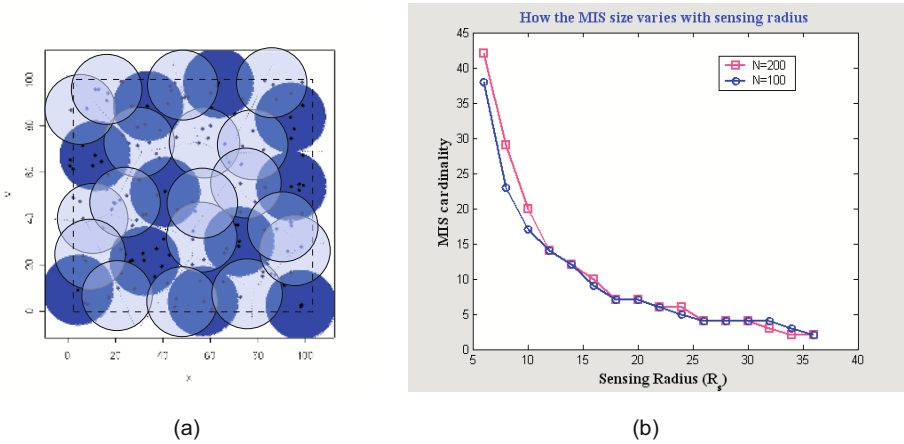 How the MIS size varies with sensing radius
100
80
60
40
20
0
y
0 20 40 60 80 100
x
45
40
35
30
25
20
15
10
5
0
MIS cardinality
N=200
N=100
5 10 15 20 25 30 35 40
Sensing Radius (R_s)
(a)
(b)